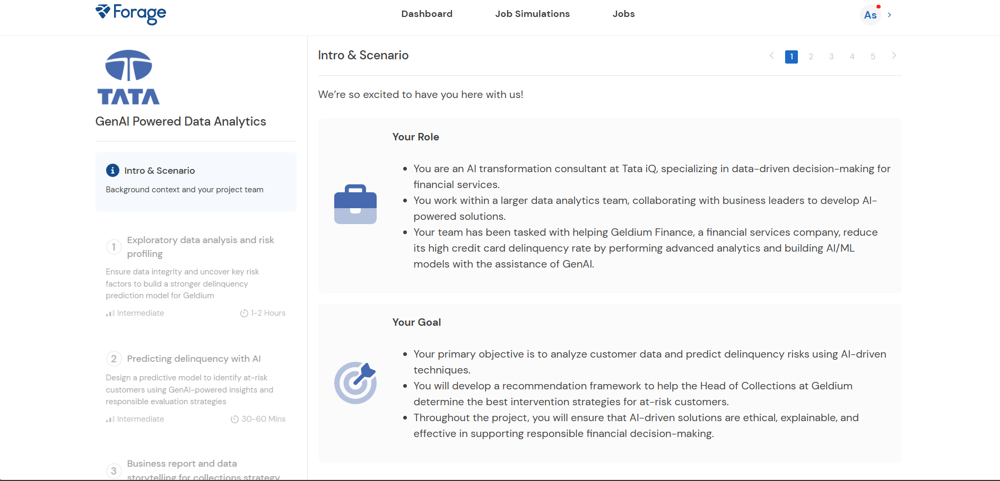 Forage
Dashboard
Job Simulations
Jobs
As
TATA
GenAI Powered Data Analytics
Intro & Scenario
Background context and your project team
1
Exploratory data analysis and risk
profiling
Ensure data integrity and uncover key risk
factors to build a stronger delinquency
prediction model for Geldium
Intermediate
1-2 Hours
2
Predicting delinquency with AI
Design a predictive model to identify at-risk
customers using GenAI-powered insights and
responsible evaluation strategies
Intermediate
30-60 Mins
3
Business report and data
storytelling for collections strategy
Intro & Scenario
1 2 3 4 5
We’re so excited to have you here with us!
Your Role
You are an AI transformation consultant at Tata iQ, specializing in data-driven decision-making for
financial services.
You work within a larger data analytics team, collaborating with business leaders to develop AI-
powered solutions.
Your team has been tasked with helping Geldium Finance, a financial services company, reduce
its high credit card delinquency rate by performing advanced analytics and building AI/ML
models with the assistance of GenAI.
Your Goal
Your primary objective is to analyze customer data and predict delinquency risks using AI-driven
techniques.
You will develop a recommendation framework to help the Head of Collections at Geldium
determine the best intervention strategies for at-risk customers.
Throughout the project, you will ensure that AI-driven solutions are ethical, explainable, and
effective in supporting responsible financial decision-making.